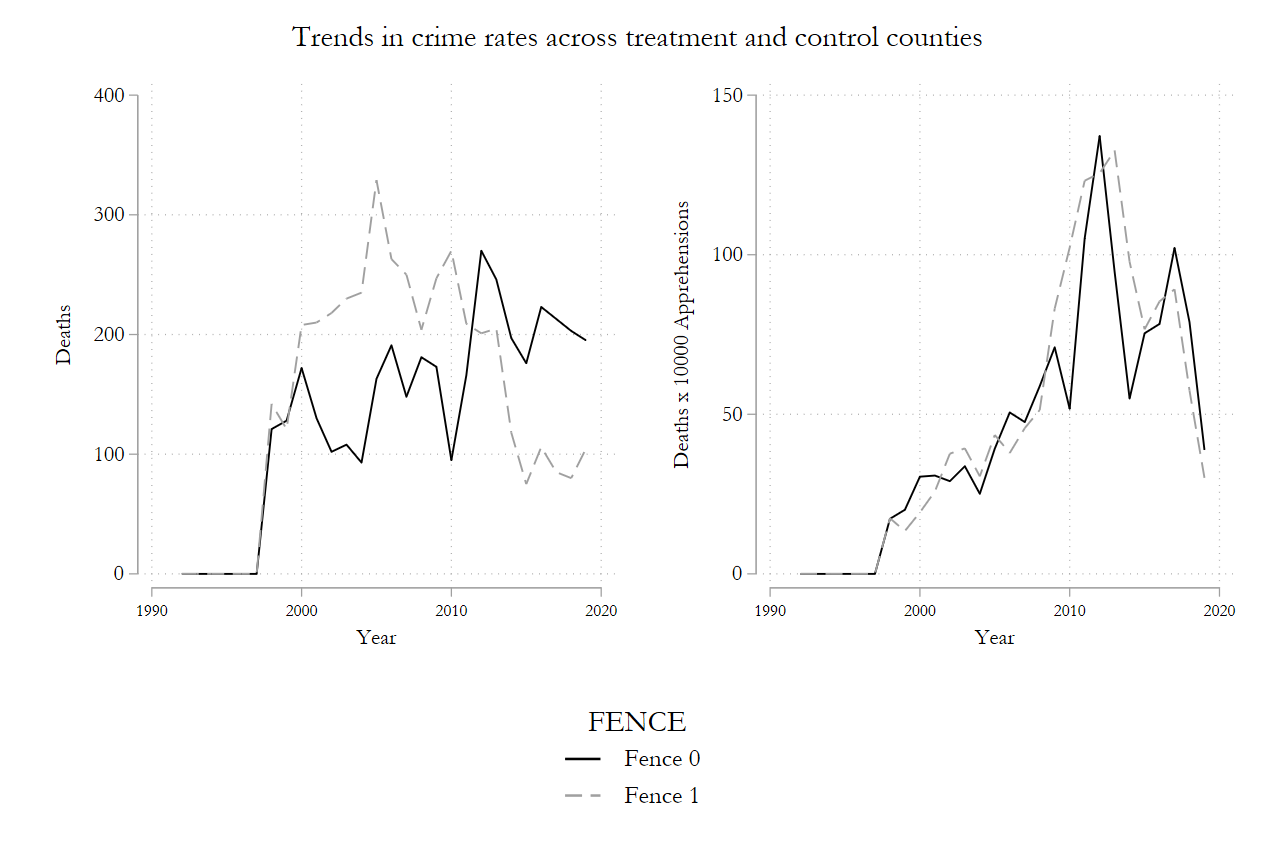 Trends in crime rates across treatment and control counties
400
300
200
100
0
Deaths
1990
2000
2010
2020
Year
150
100
50
0
Deaths x 10000 Apprehensions
1990
2000
2010
2020
Year
FENCE
Fence 0
Fence 1